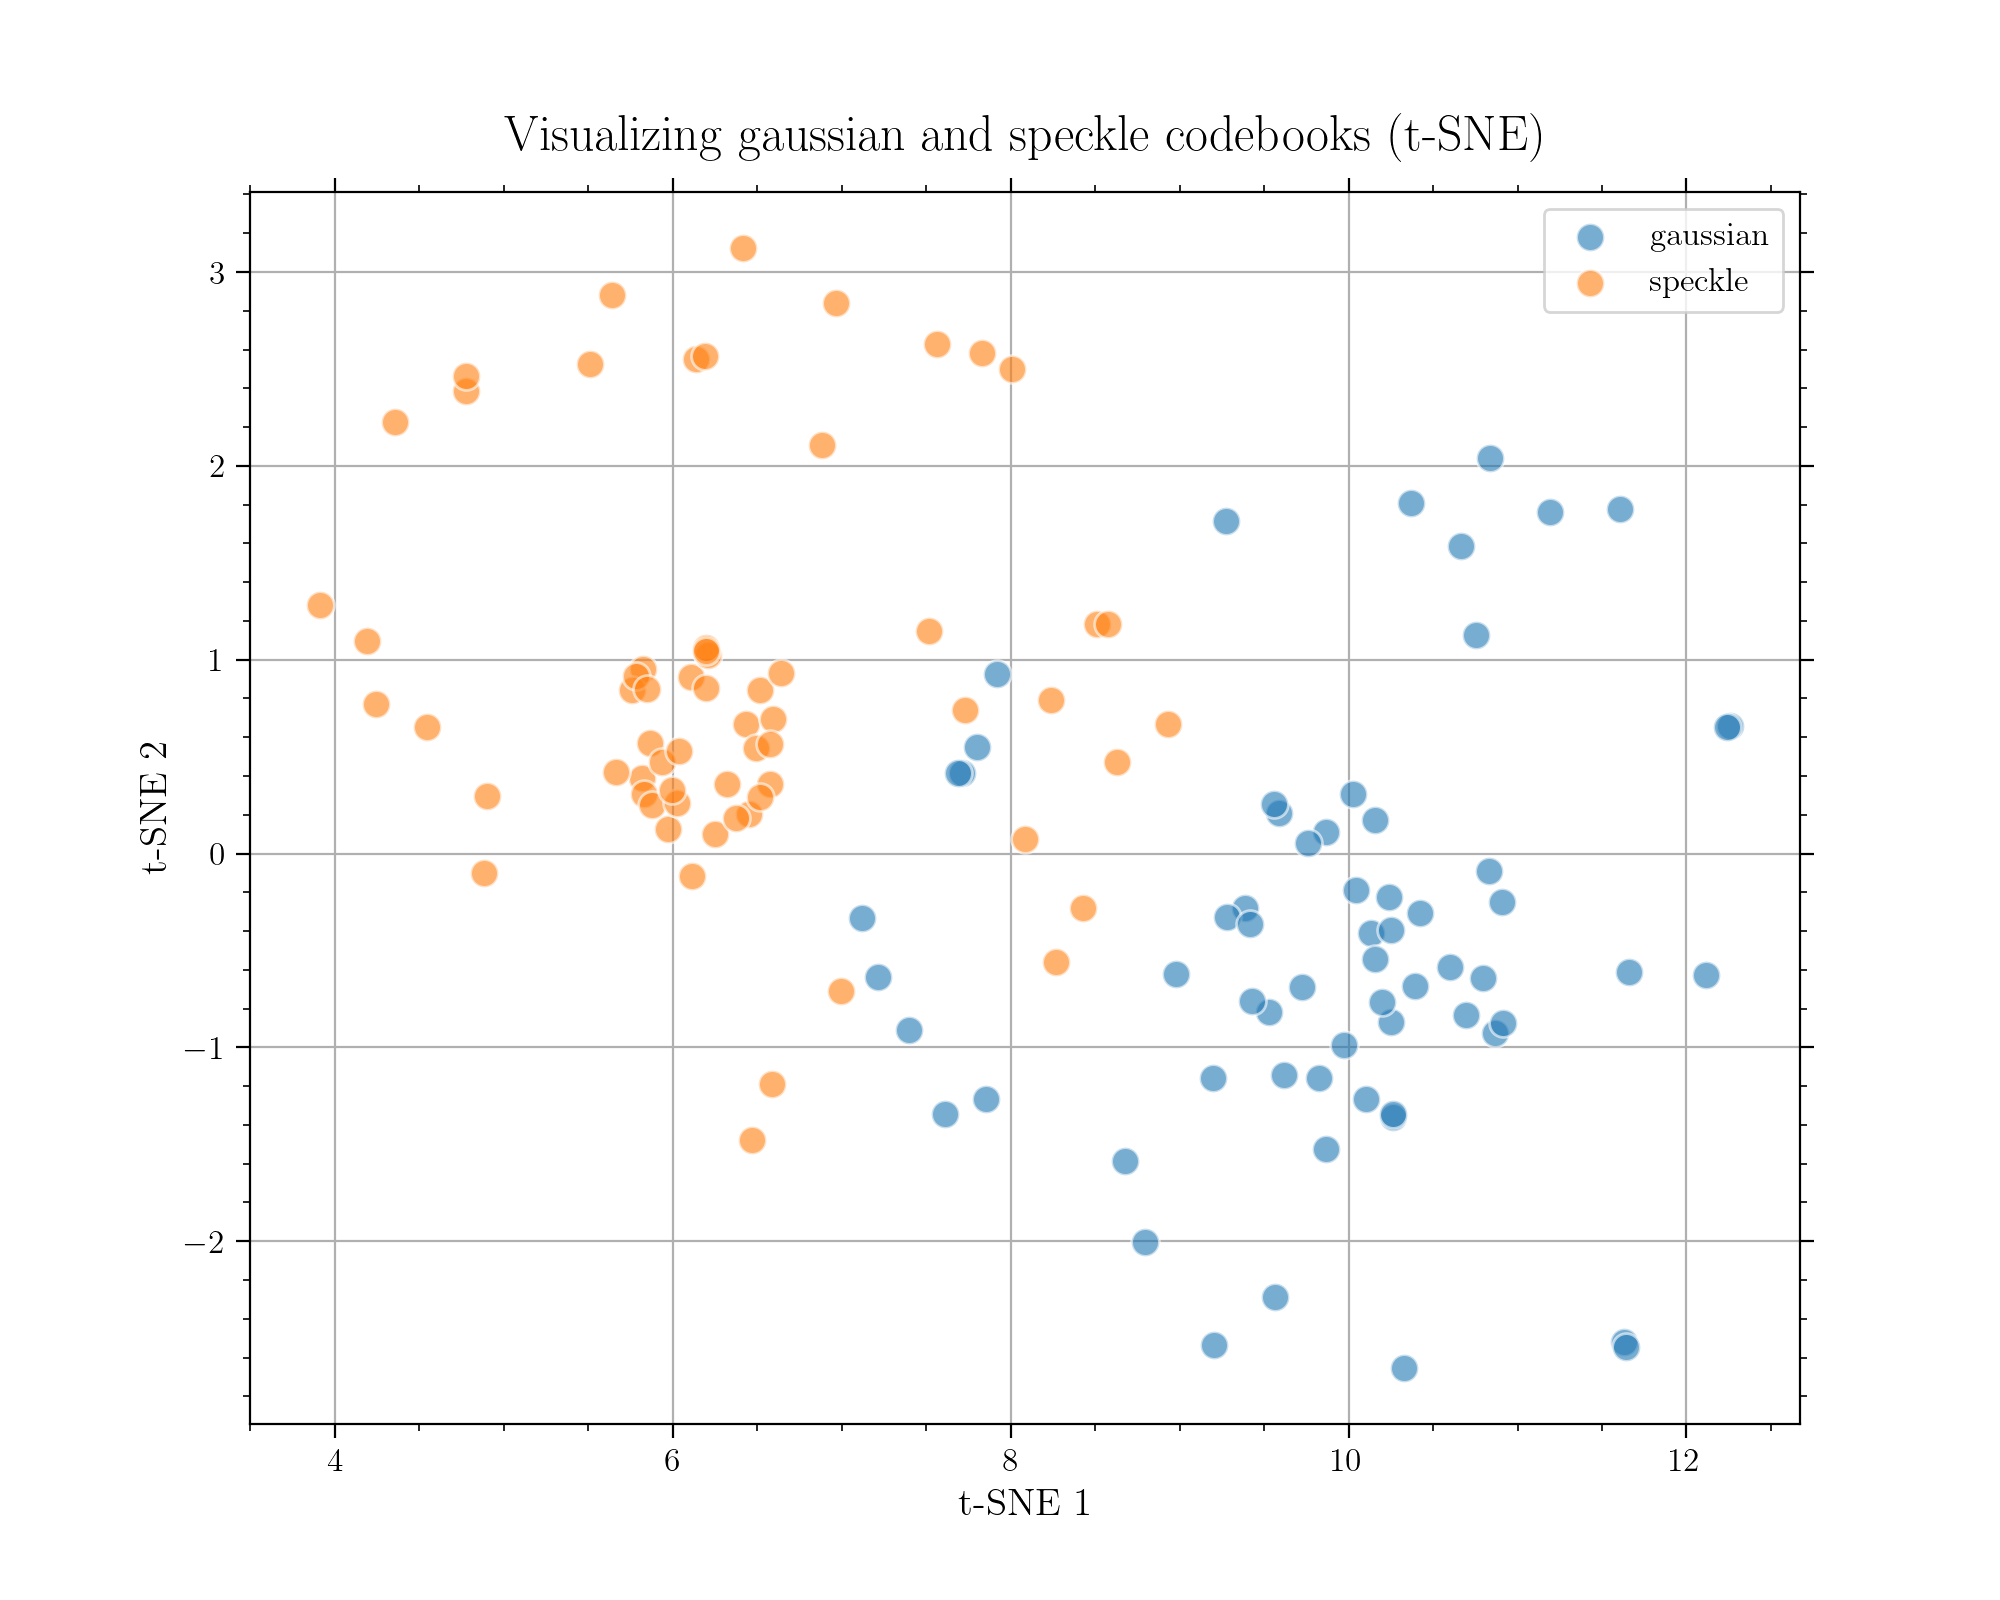 Visualizing gaussian and speckle codebooks (t-SNE)
gaussian
speckle
3
2
1
0
−1
−2
t-SNE 2
4
6
8
10
12
t-SNE 1